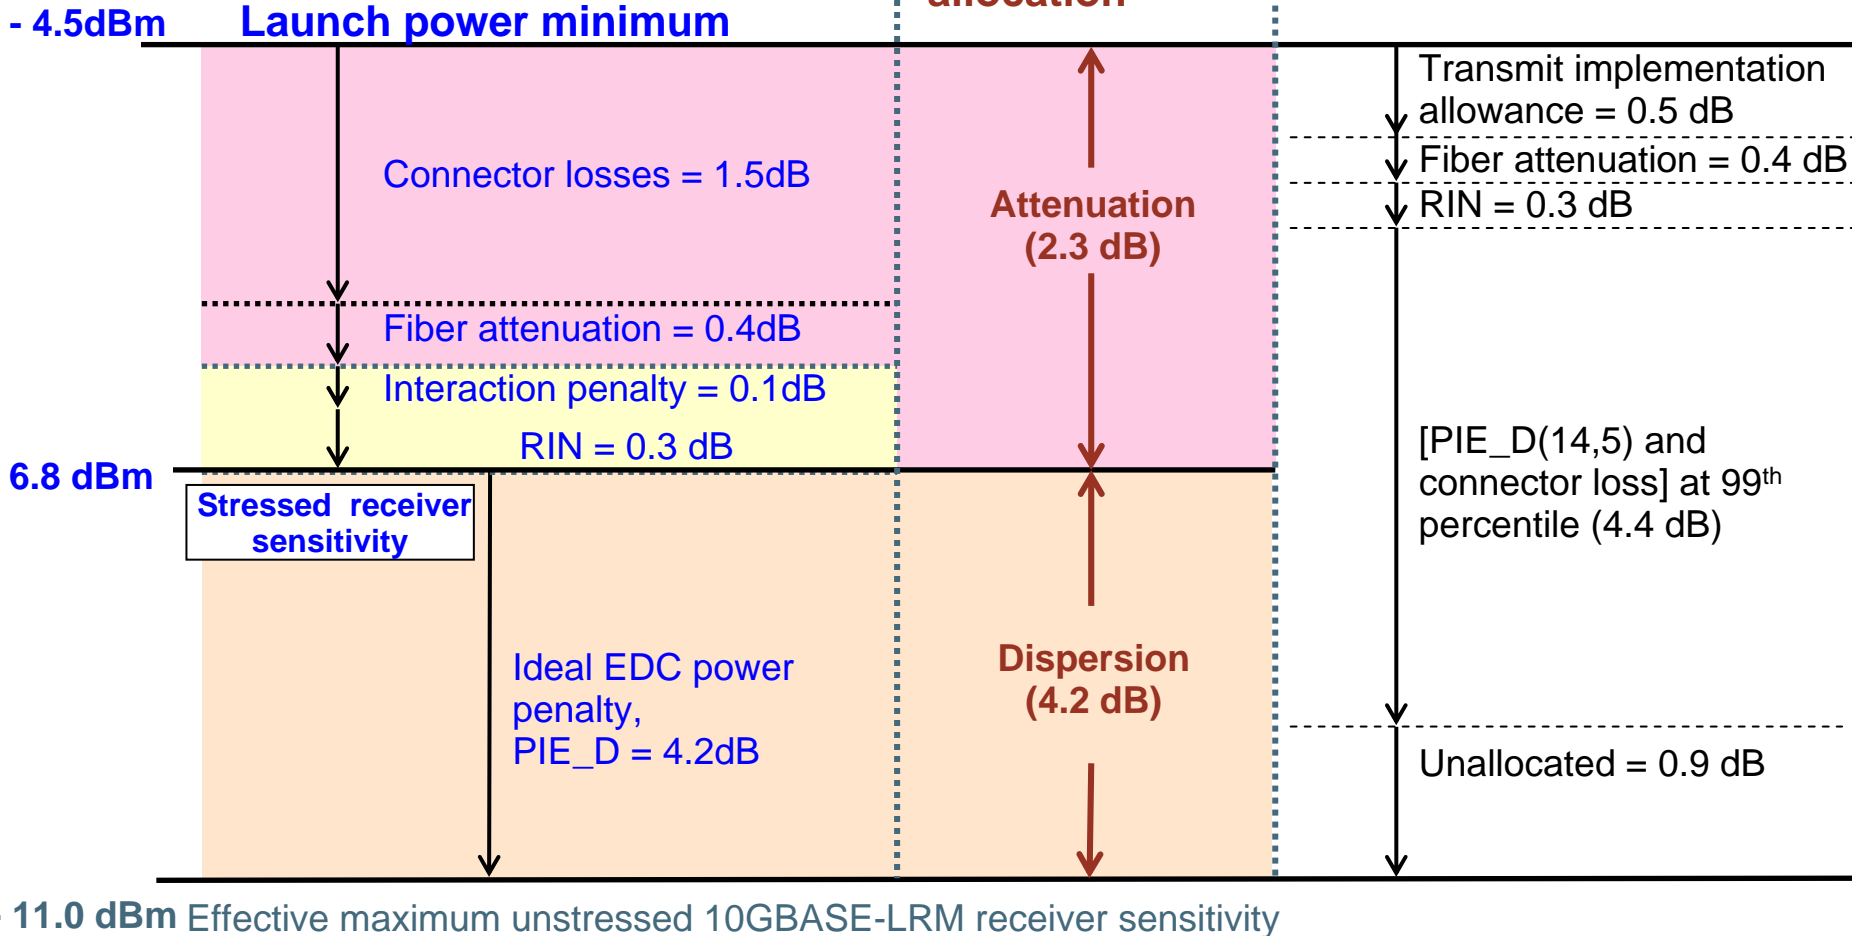 allocation
- 4.5dBm
Launch power minimum
Transmit implementation
allowance = 0.5 dB
Connector losses = 1.5dB
Fiber attenuation = 0.4 dB
RIN = 0.3 dB
Attenuation
(2.3 dB)
Fiber attenuation = 0.4dB
Interaction penalty = 0.1dB
RIN = 0.3 dB
[PIE_D(14,5) and
connector loss] at 99th
percentile (4.4 dB)
6.8 dBm
Stressed receiver
sensitivity
Ideal EDC power
penalty,
PIE_D = 4.2dB
Dispersion
(4.2 dB)
Unallocated = 0.9 dB
- 11.0 dBm Effective maximum unstressed 10GBASE-LRM receiver sensitivity